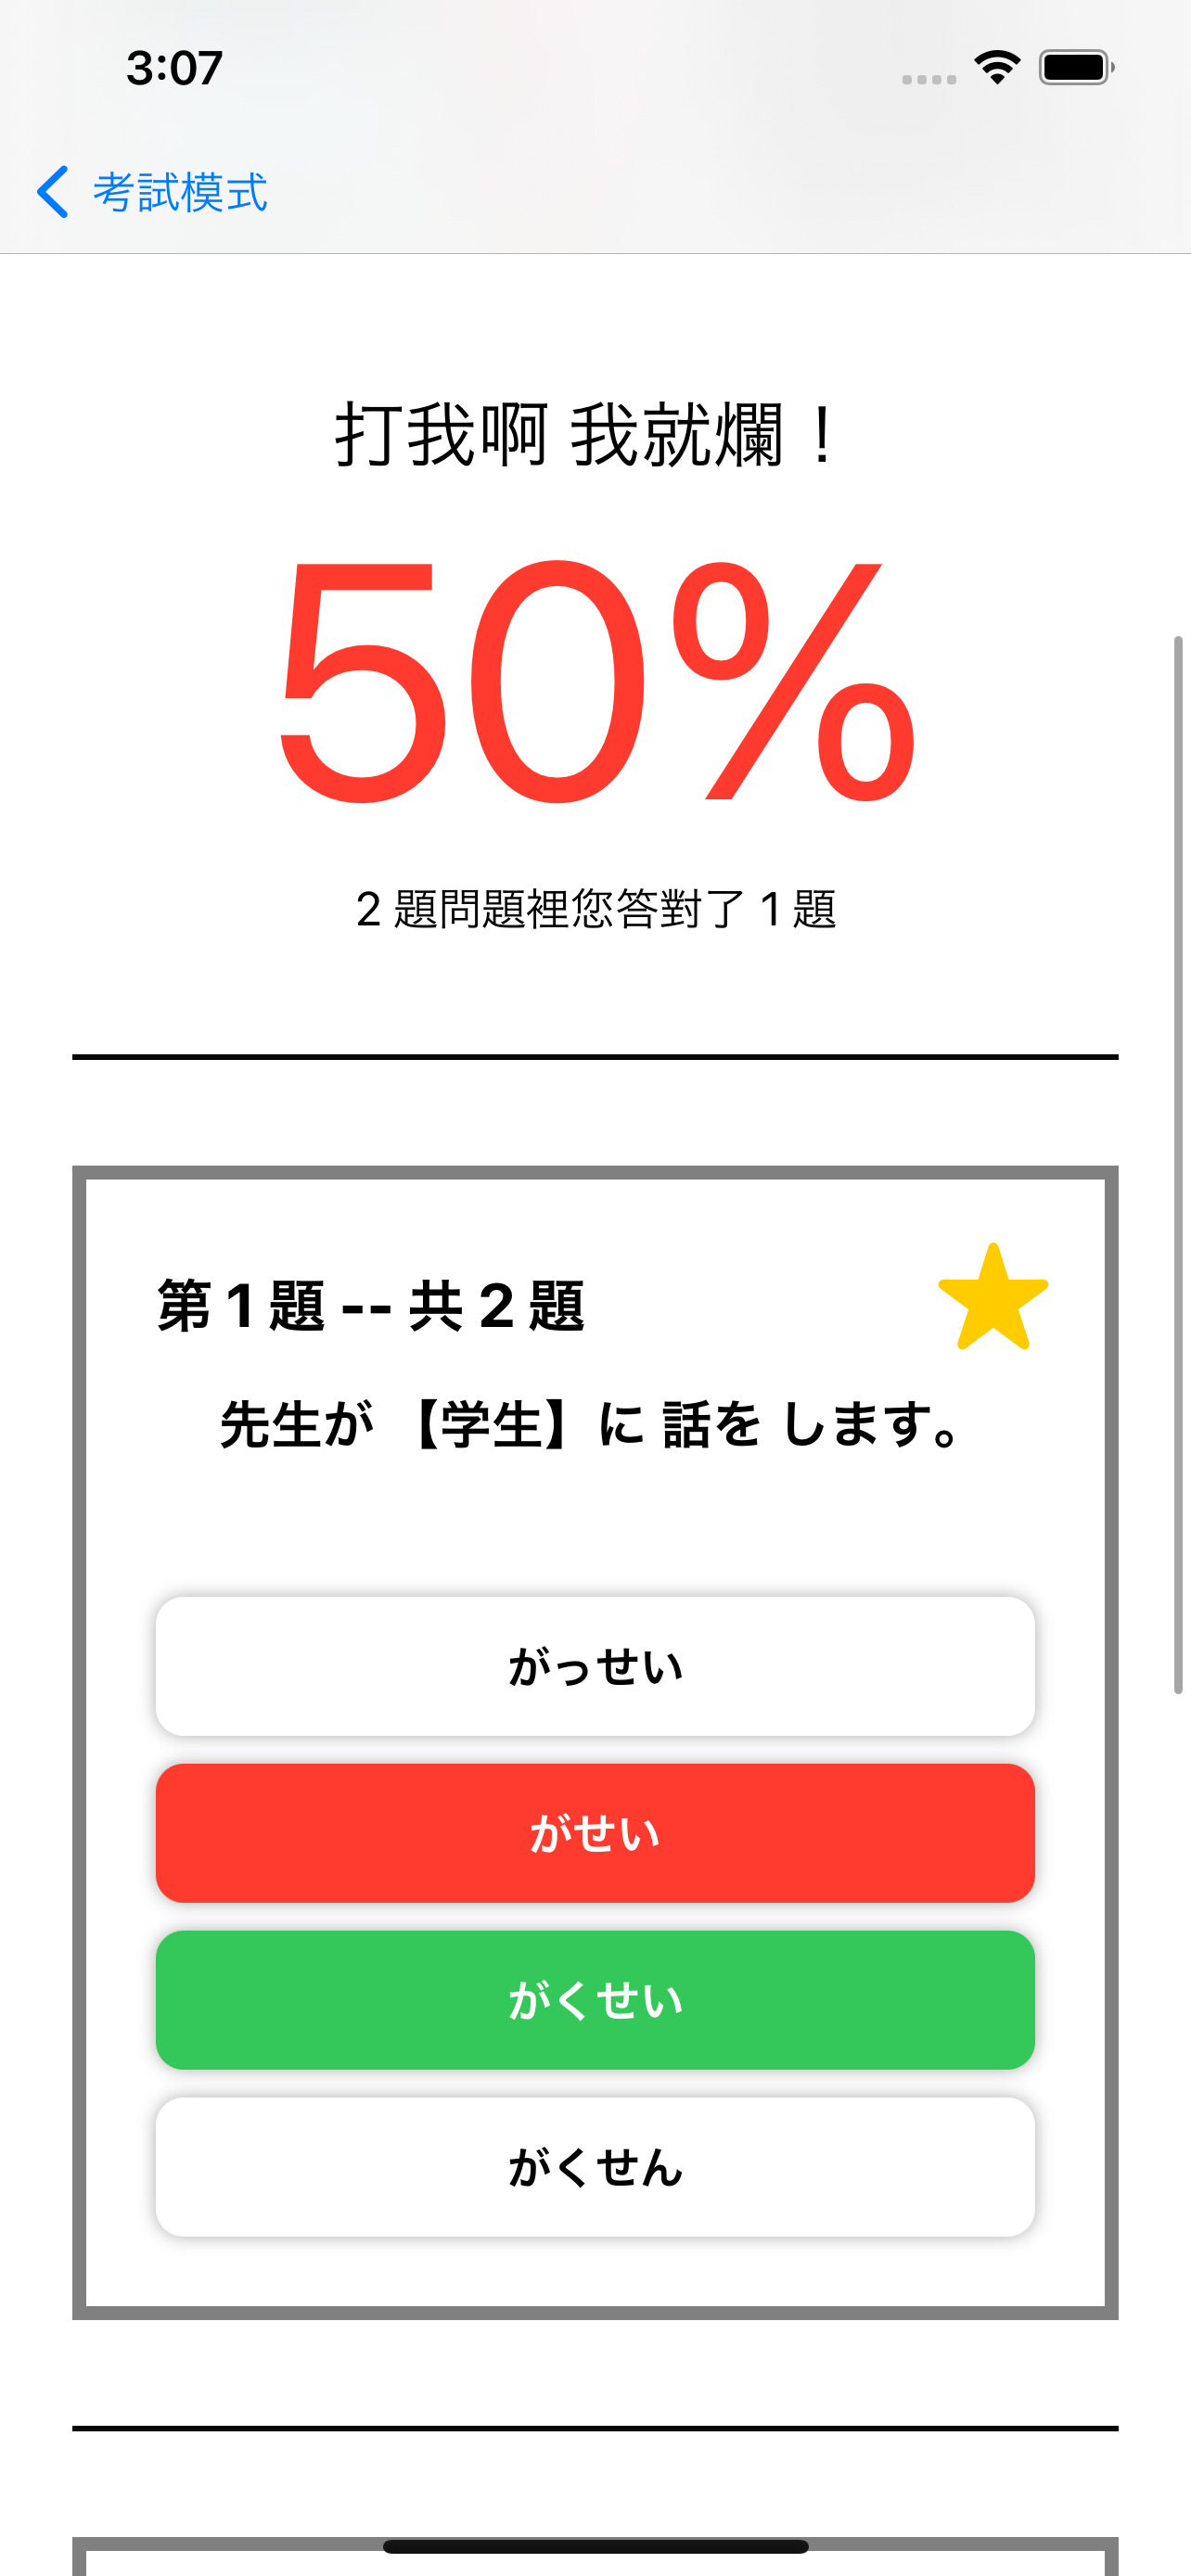 3:07
考試模式
打我啊 我就爛！
50%
2 題問題裡您答對了 1 題
第 1 題 -- 共 2 題
先生が 【学生】に 話を します。
がっせい
がせい
がくせい
がくせん